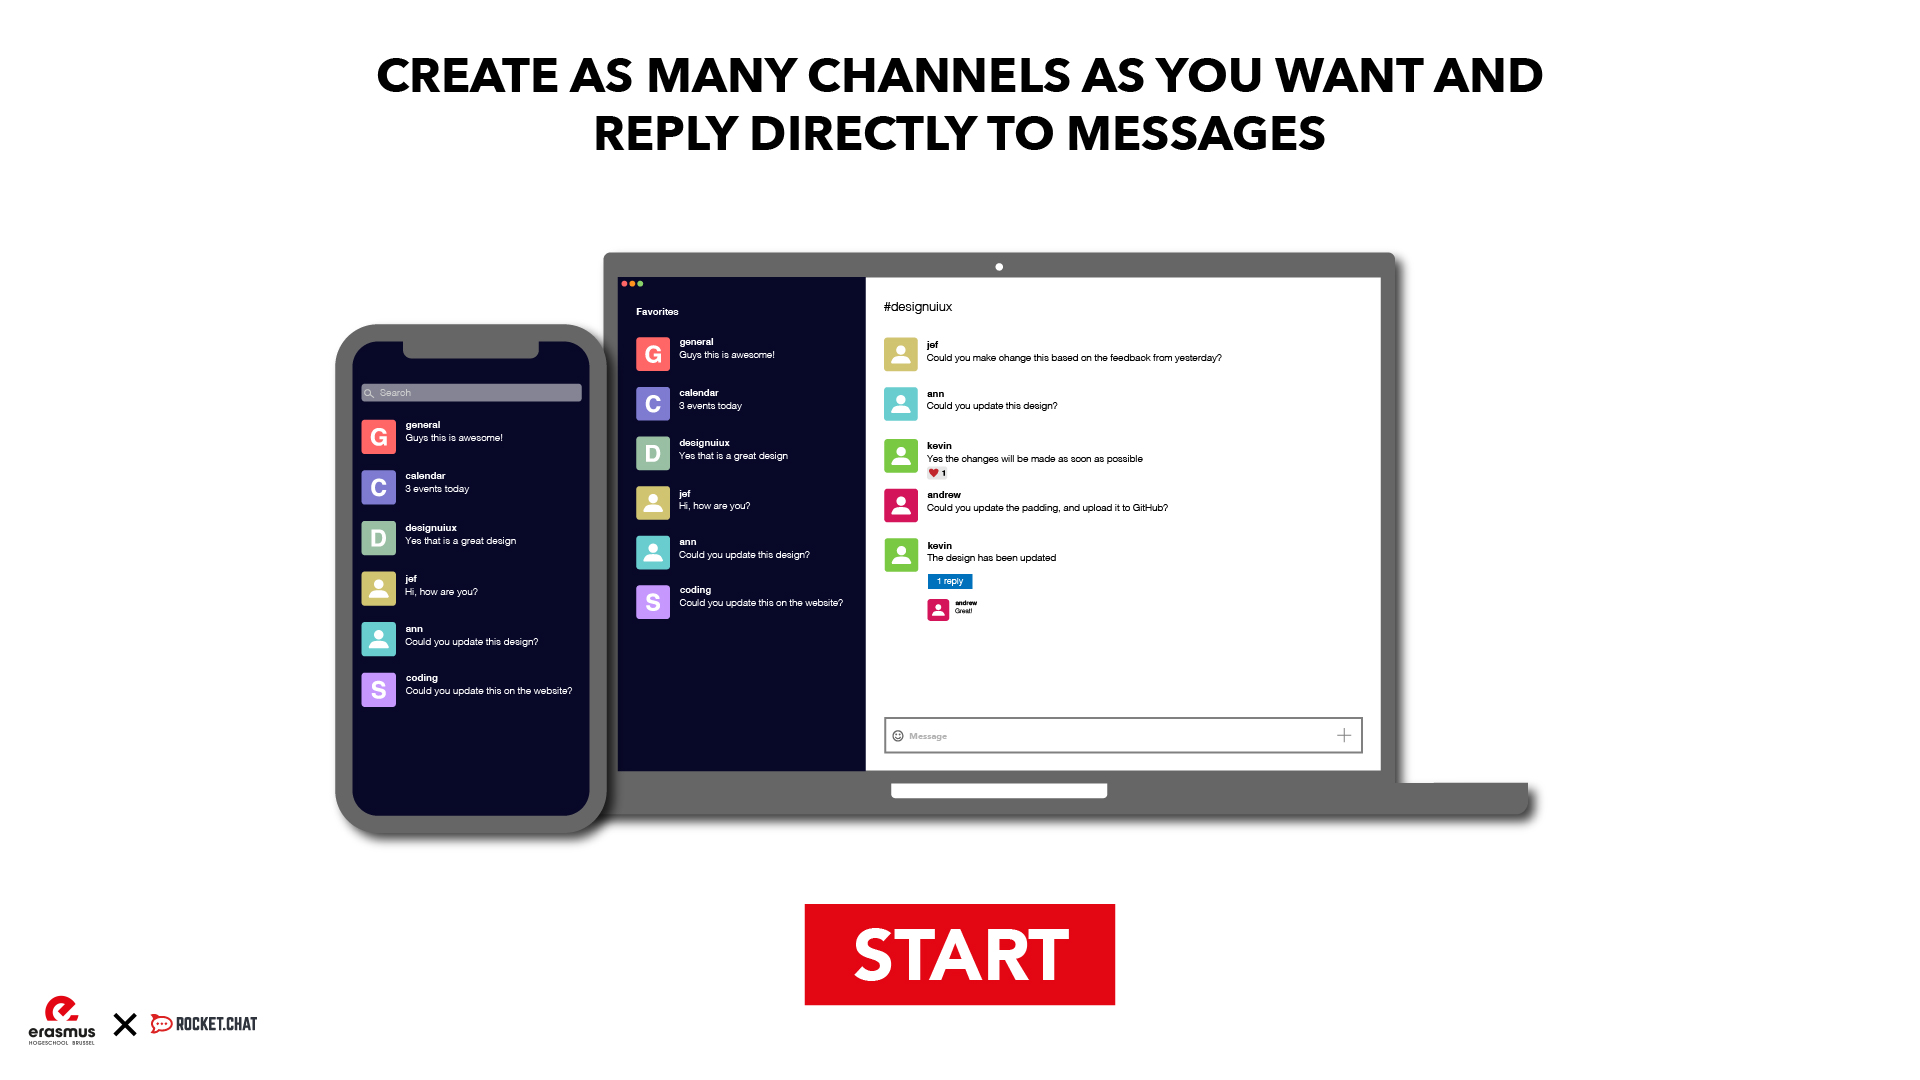 CREATE AS MANY CHANNELS AS YOU WANT AND
REPLY DIRECTLY TO MESSAGES
Search
G
general
Guys this is awesome!
C
calendar
3 events today
D
designuiux
Yes that is a great design
jef
Hi, how are you?
ann
Could you update this design?
S
coding
Could you update this on the website?
Favorites
G
general
Guys this is awesome!
C
calendar
3 events today
D
designuiux
Yes that is a great design
jef
Hi, how are you?
ann
Could you update this design?
S
coding
Could you update this on the website?
#designuiux
jef
Could you make change this based on the feedback from yesterday?
ann
Could you update this design?
kevin
Yes the changes will be made as soon as possible
1
andrew
Could you update the padding, and upload it to GitHub?
kevin
The design has been updated
1 reply
andrew
Great!
Message
START
e
erasmus
HOGESCHOOL BRUSSEL
ROCKET.CHAT